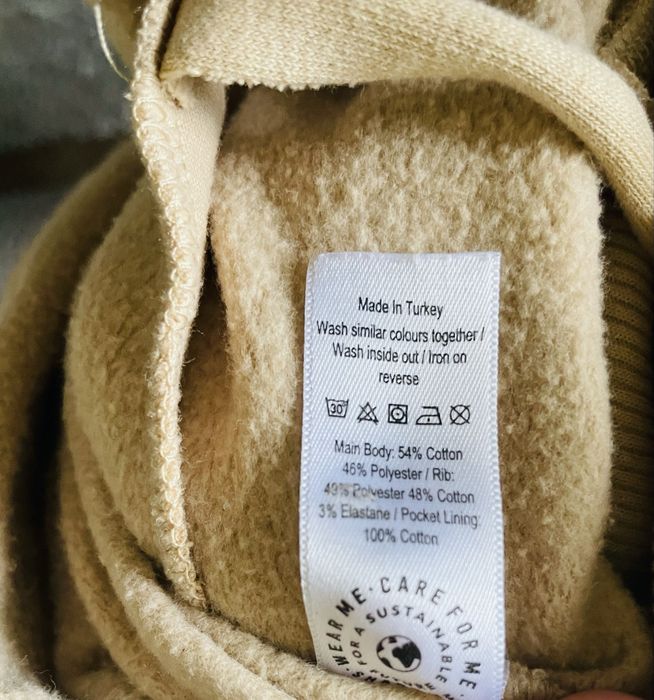 Made In Turkey
Wash similar colours together /
Wash inside out / Iron on
reverse
30
Main Body: 54% Cotton
46% Polyester / Rib:
49% Polyester 48% Cotton
3% Elastane / Pocket Lining:
100% Cotton
WEAR ME · CARE FOR ME
FOR A SUSTAINABLE